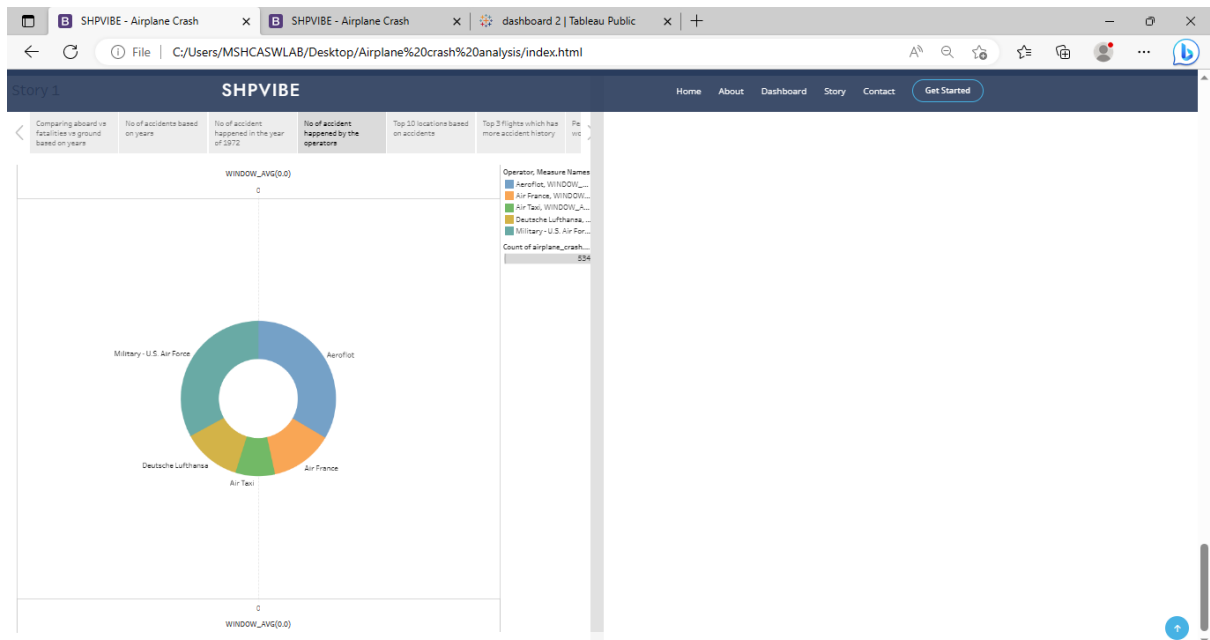 SHPVIBE - Airplane Crash
SHPVIBE - Airplane Crash
dashboard 2 | Tableau Public
File | C:/Users/MSHCASWLAB/Desktop/Airplane%20crash%20analysis/index.html
Story 1
SHPVIBE
Home About Dashboard Story Contact Get Started
Comparing aboard vs
fatalities vs ground
based on years
No of accidents based
on years
No of accident
happened in the year
of 1972
No of accident
happened by the
operators
Top 10 locations based
on accidents
Top 3 flights which has
more accident history
Pe
wo
WINDOW_AVG(0.0)
0
Operator, Measure Names
Aeroflot, WINDOW_...
Air France, WINDOW...
Air Taxi, WINDOW_A...
Deutsche Lufthansa, ...
Military - U.S. Air For...
Count of airplane_crash...
534
Military - U.S. Air Force
Aeroflot
Deutsche Lufthansa
Air France
Air Taxi
0
WINDOW_AVG(0.0)